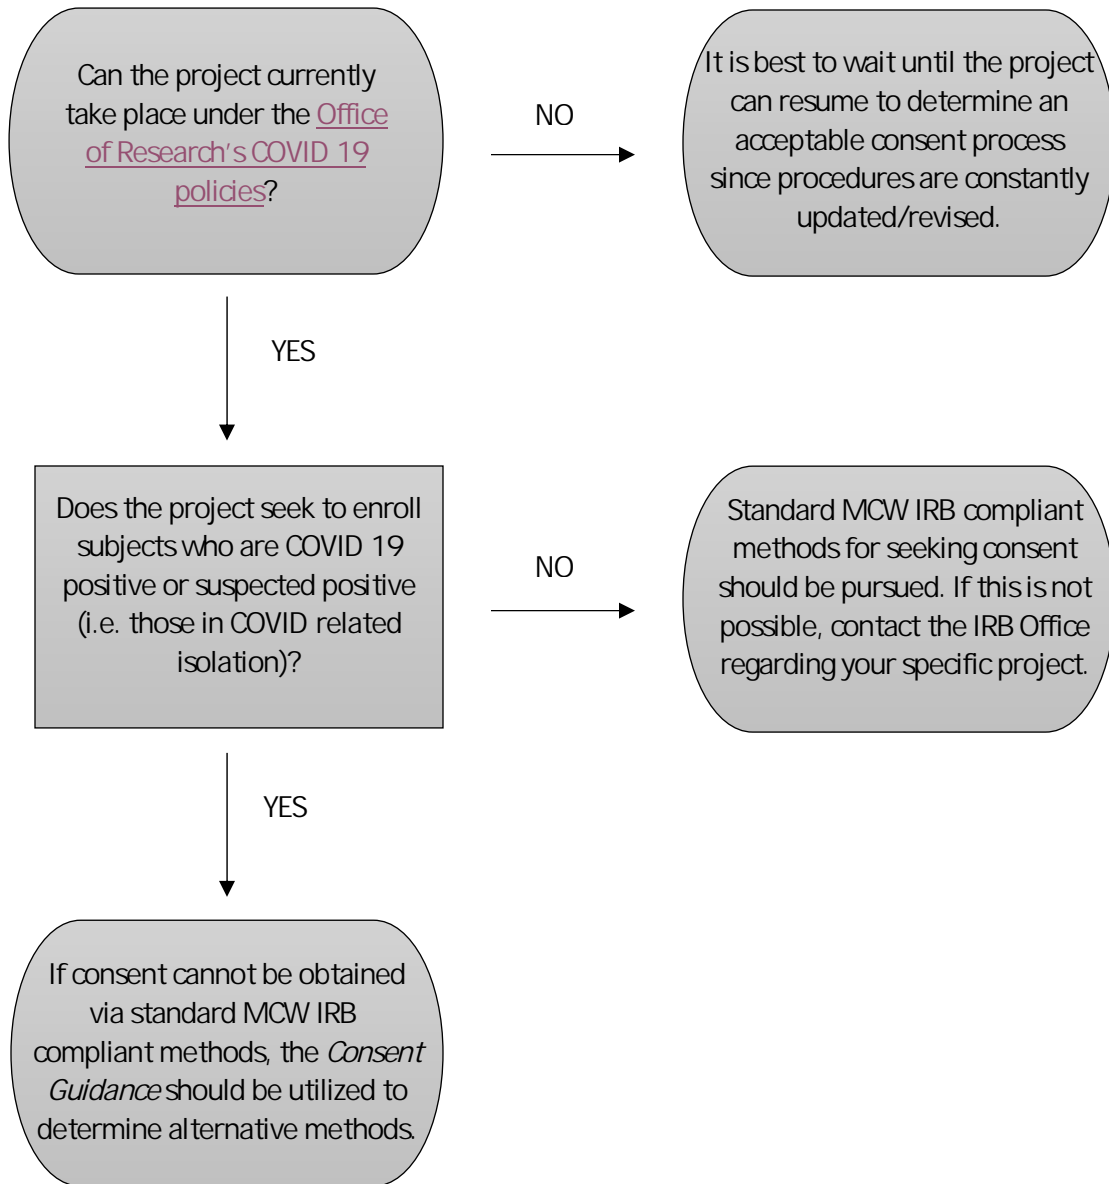 Can the project currently
take place under the Office
of Research's COVID 19
policies?
NO
It is best to wait until the project
can resume to determine an
acceptable consent process
since procedures are constantly
updated/revised.
YES
Does the project seek to enroll
subjects who are COVID 19
positive or suspected positive
(i.e. those in COVID related
isolation)?
NO
Standard MCW IRB compliant
methods for seeking consent
should be pursued. If this is not
possible, contact the IRB Office
regarding your specific project.
YES
If consent cannot be obtained
via standard MCW IRB
compliant methods, the Consent
Guidance should be utilized to
determine alternative methods.